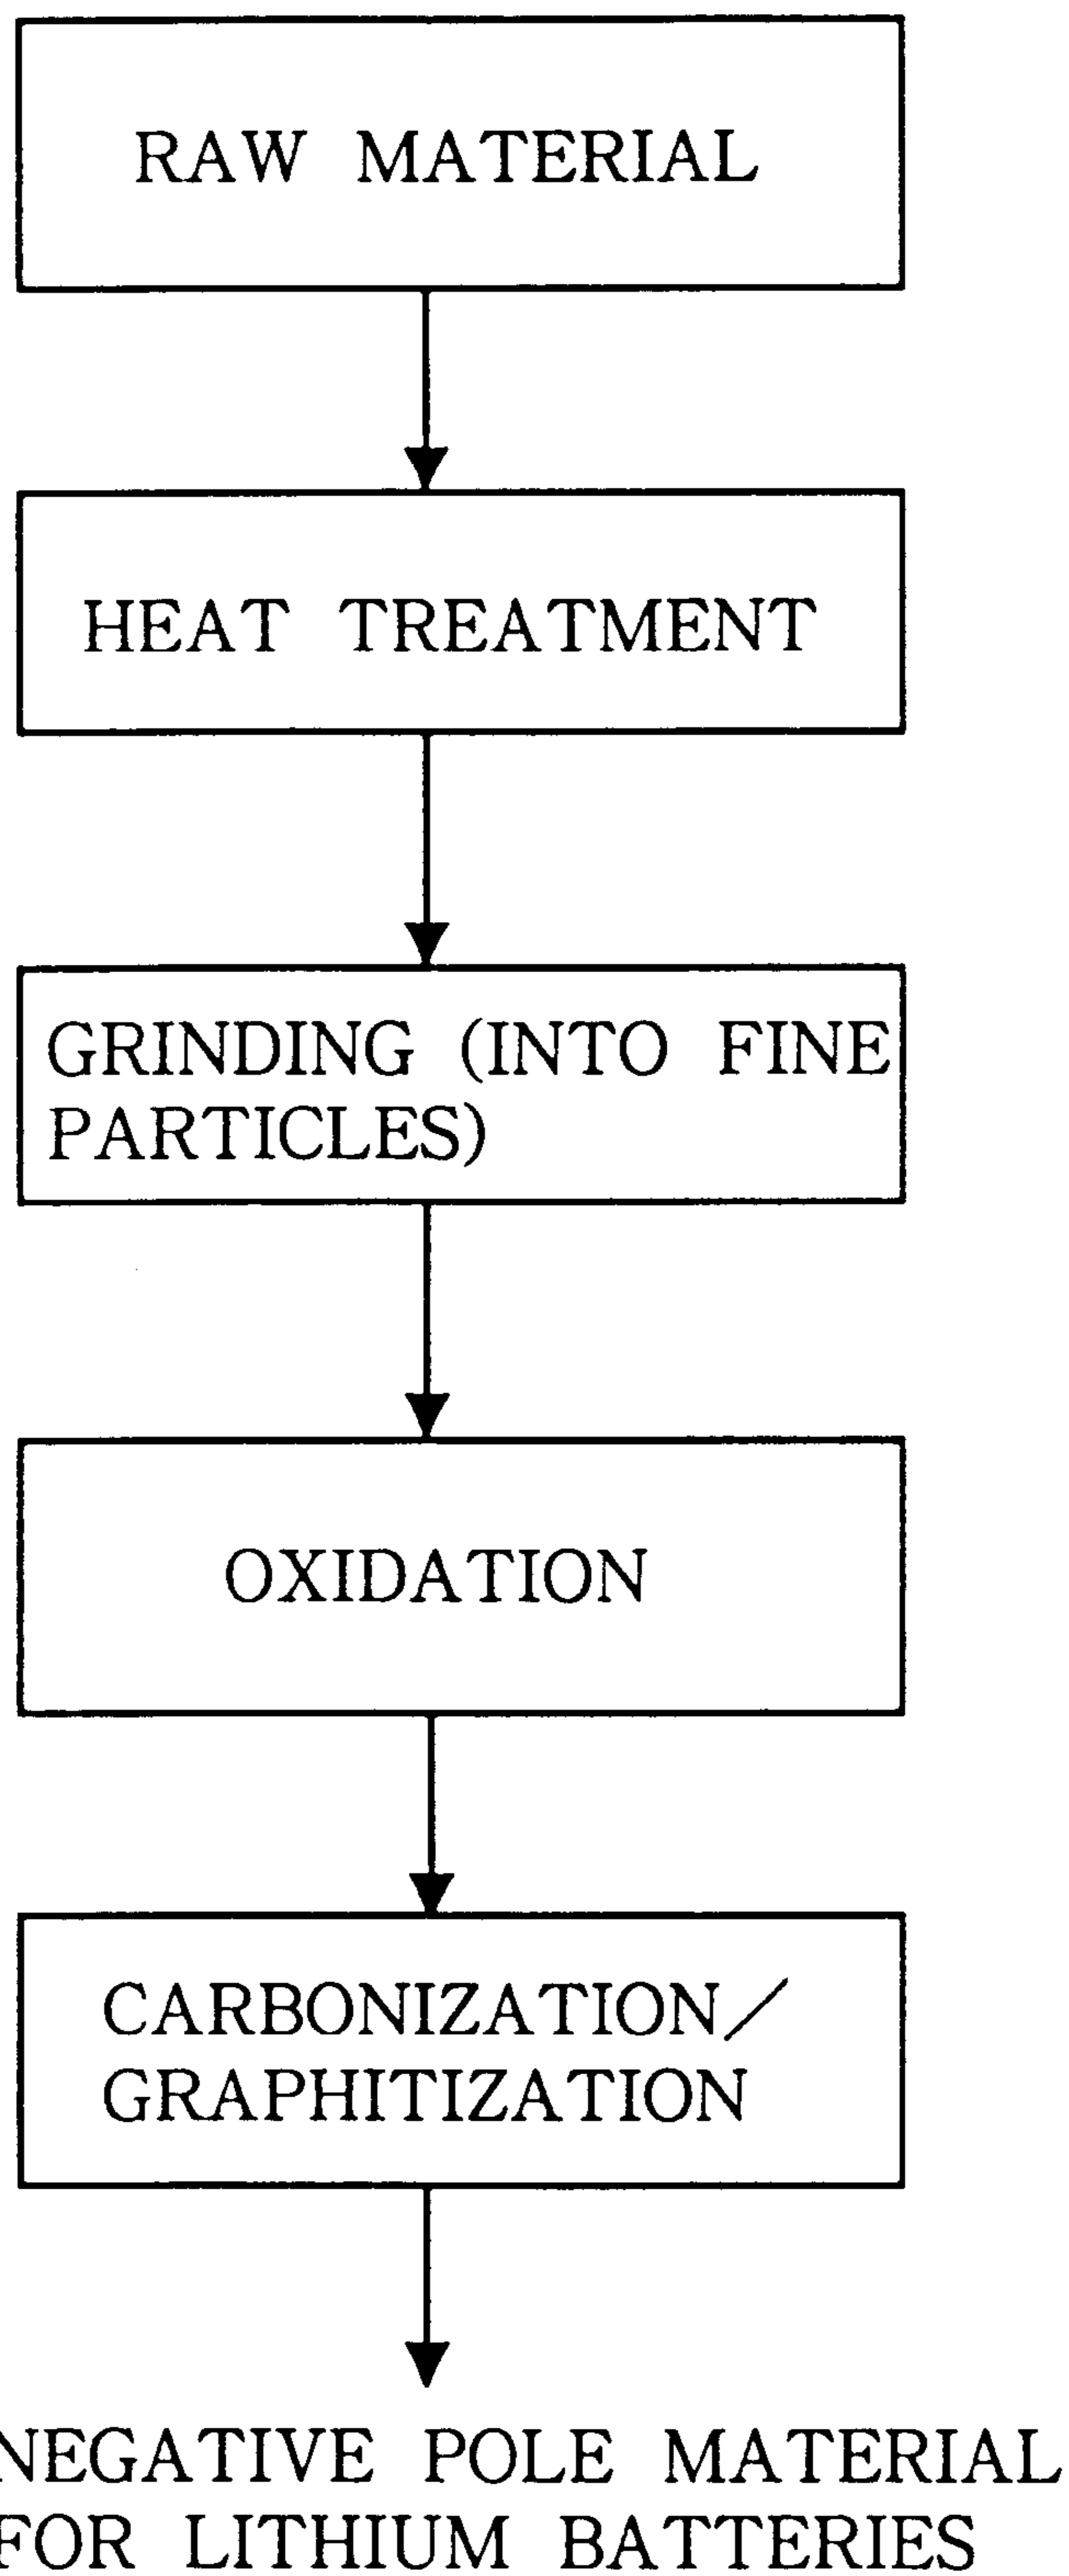 RAW MATERIAL
HEAT TREATMENT
GRINDING (INTO FINE
PARTICLES)
OXIDATION
CARBONIZATION/
GRAPHITIZATION
NEGATIVE POLE MATERIAL
FOR LITHIUM BATTERIES